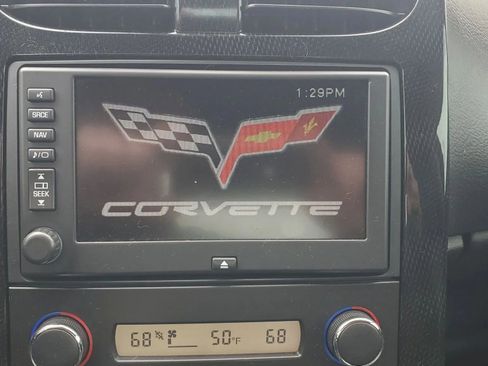 1:29PM
SRCE
NAV
SEEK
CORVETTE
68 50°F 68